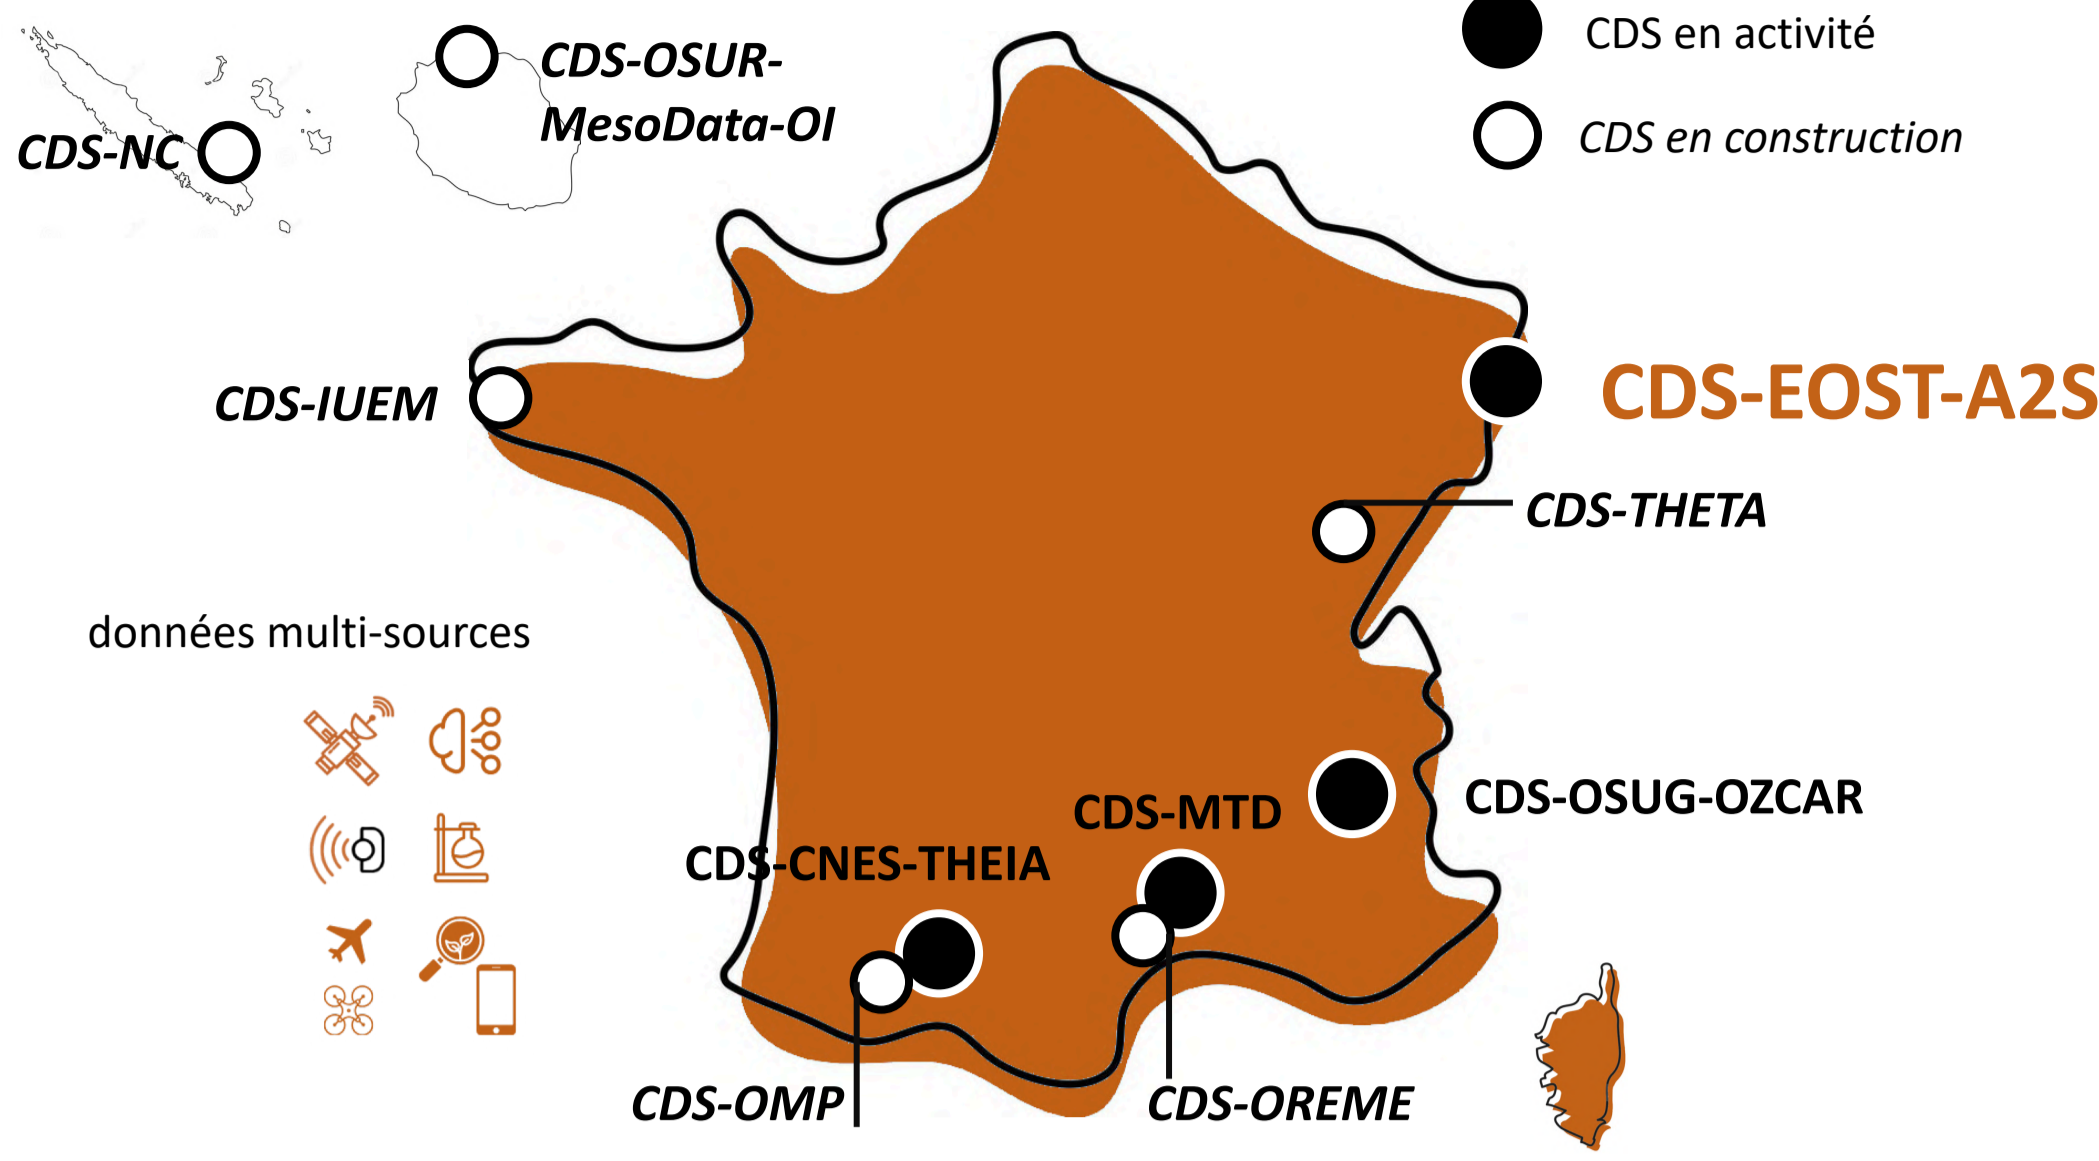 CDS-OSUR-
MesoData-OI
CDS-NC
CDS en activité
CDS en construction
CDS-IUEM
CDS-EOST-A2S
CDS-THETA
données multi-sources
CDS-OSUG-OZCAR
CDS-MTD
CDS-CNES-THEIA
CDS-OMP
CDS-OREME